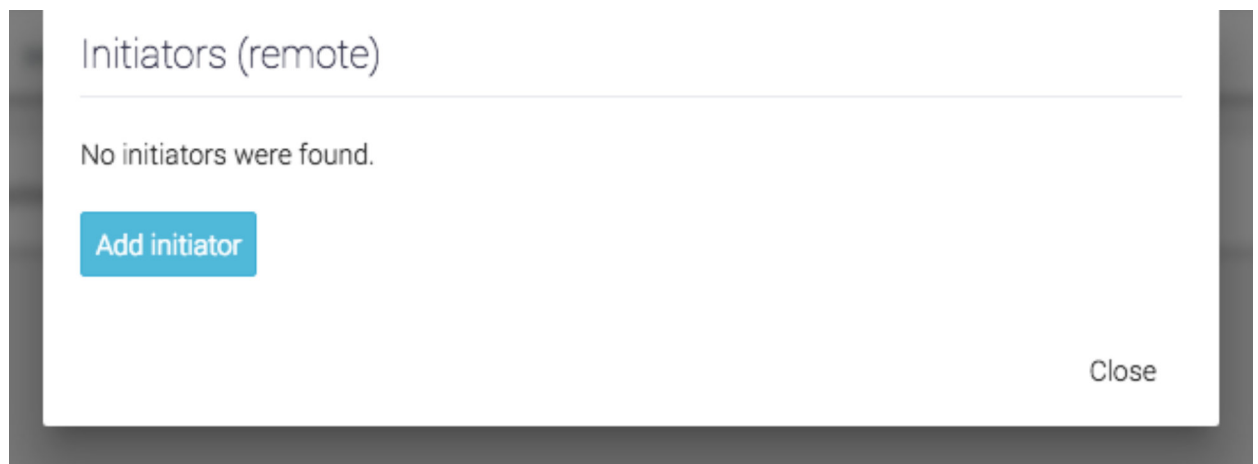 Initiators (remote)
No initiators were found.
Add initiator
Close